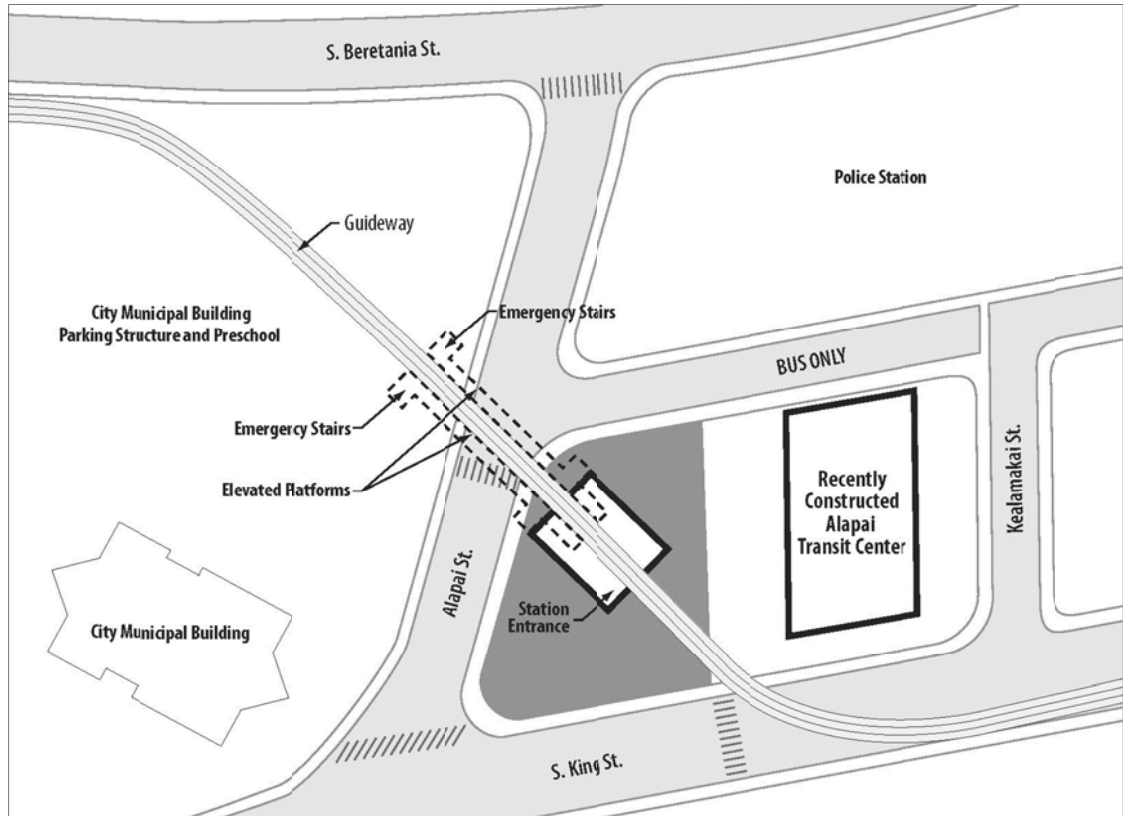 S. Beretania St.
Police Station
Guideway
City Municipal Building
Parking Structure and Preschool
Emergency Stairs
BUS ONLY
Emergency Stairs
Elevated Platforms
Recently
Constructed
Alapai
Transit Center
Kealamakai St.
Alapai St.
Station
Entrance
City Municipal Building
S. King St.